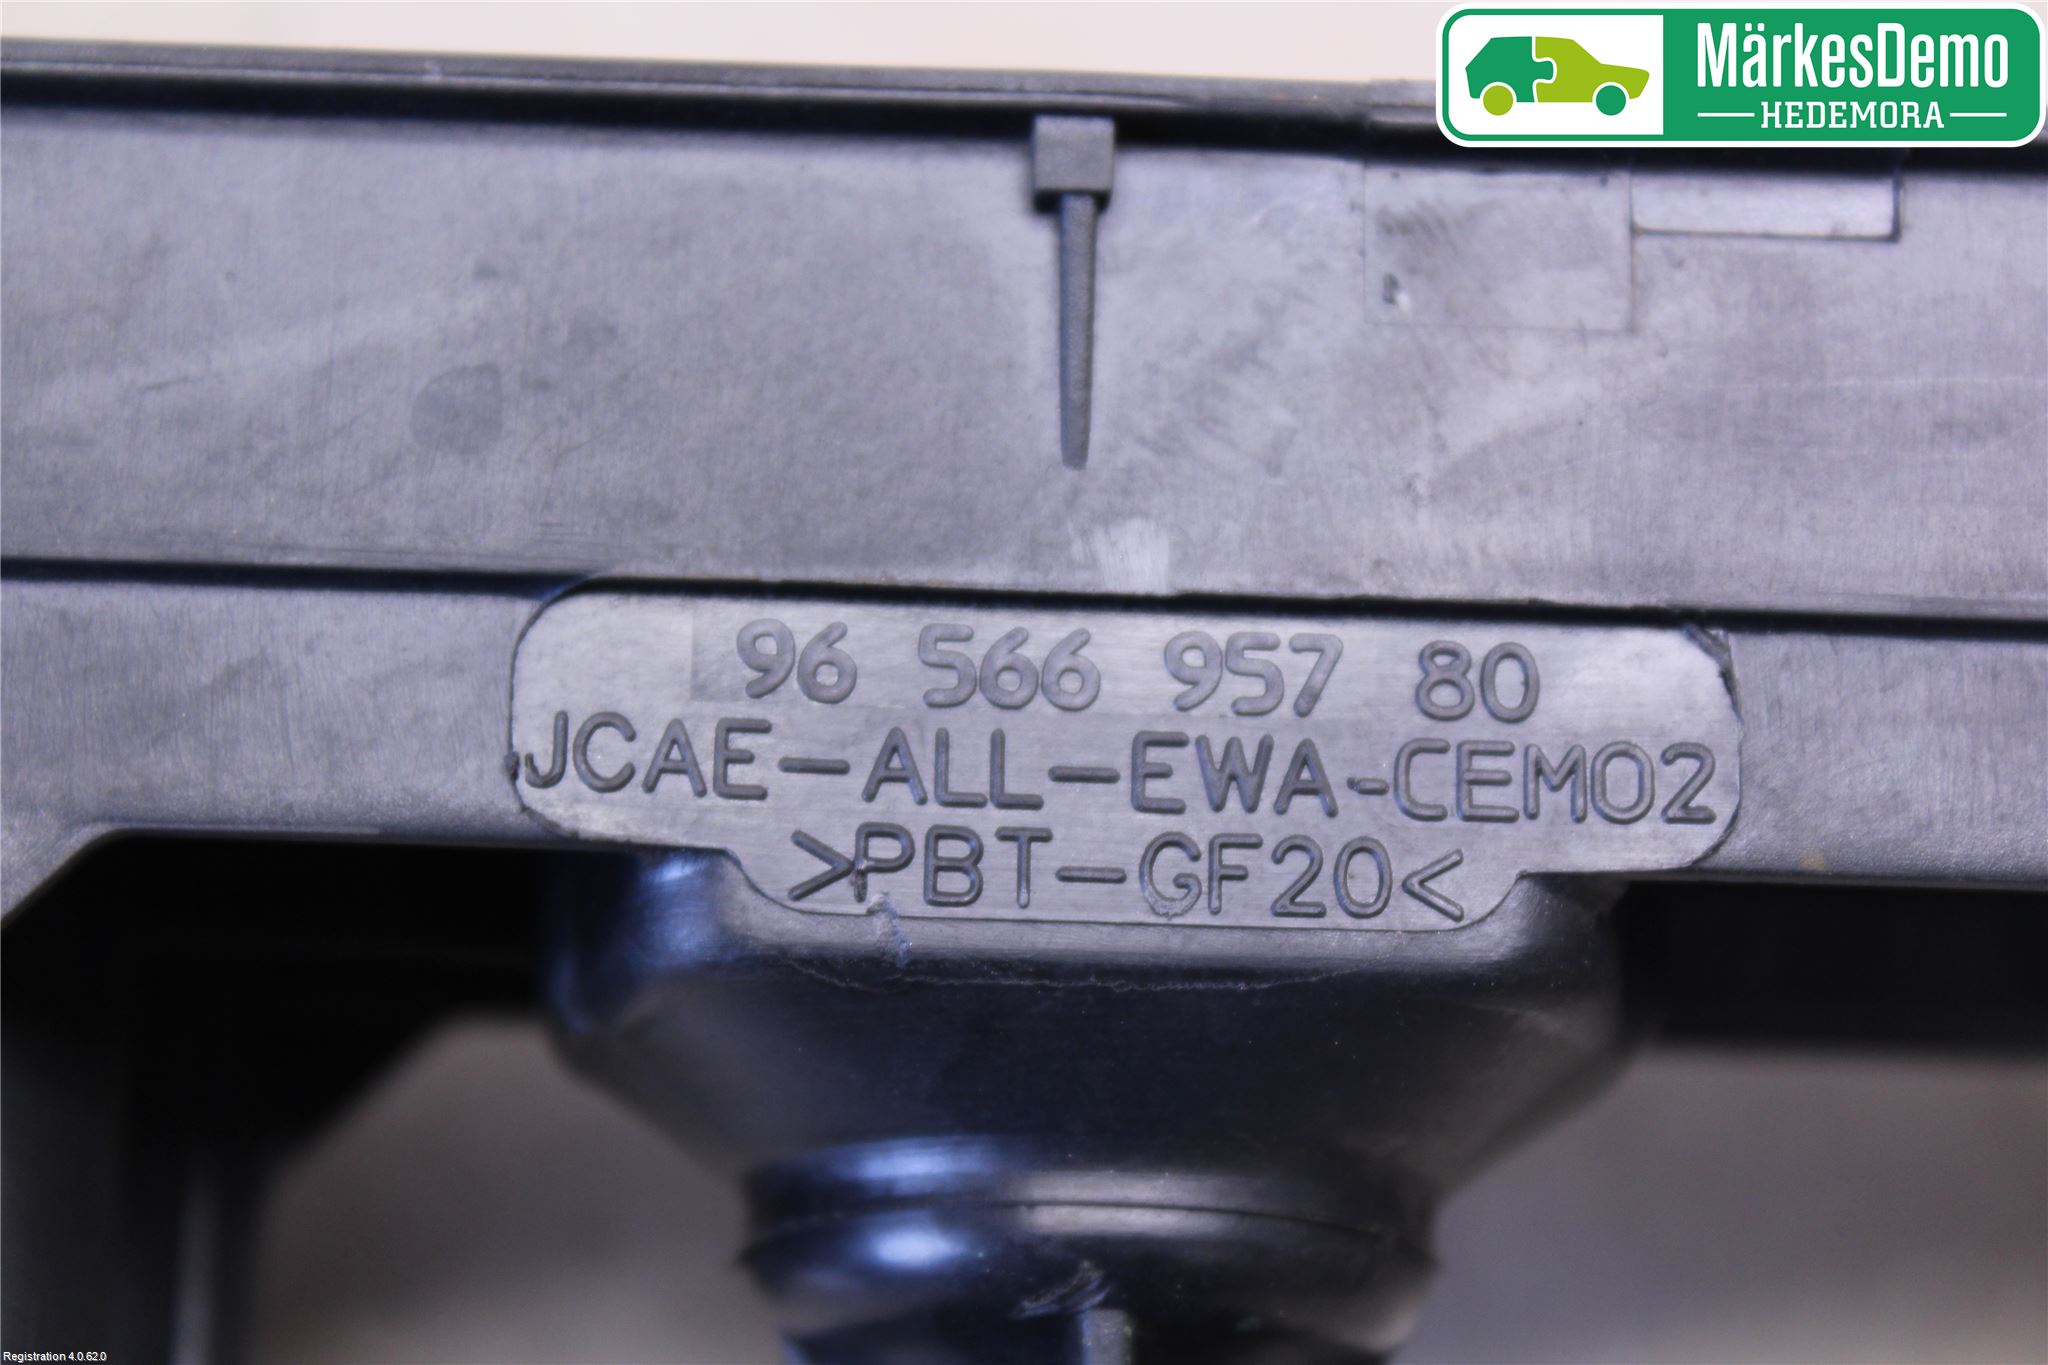 MärkesDemo
HEDEMORA
96 566 957 80
JCAE-ALL-EWA-CEM02
>PBT-GF20<
Registration 4.0.62.0